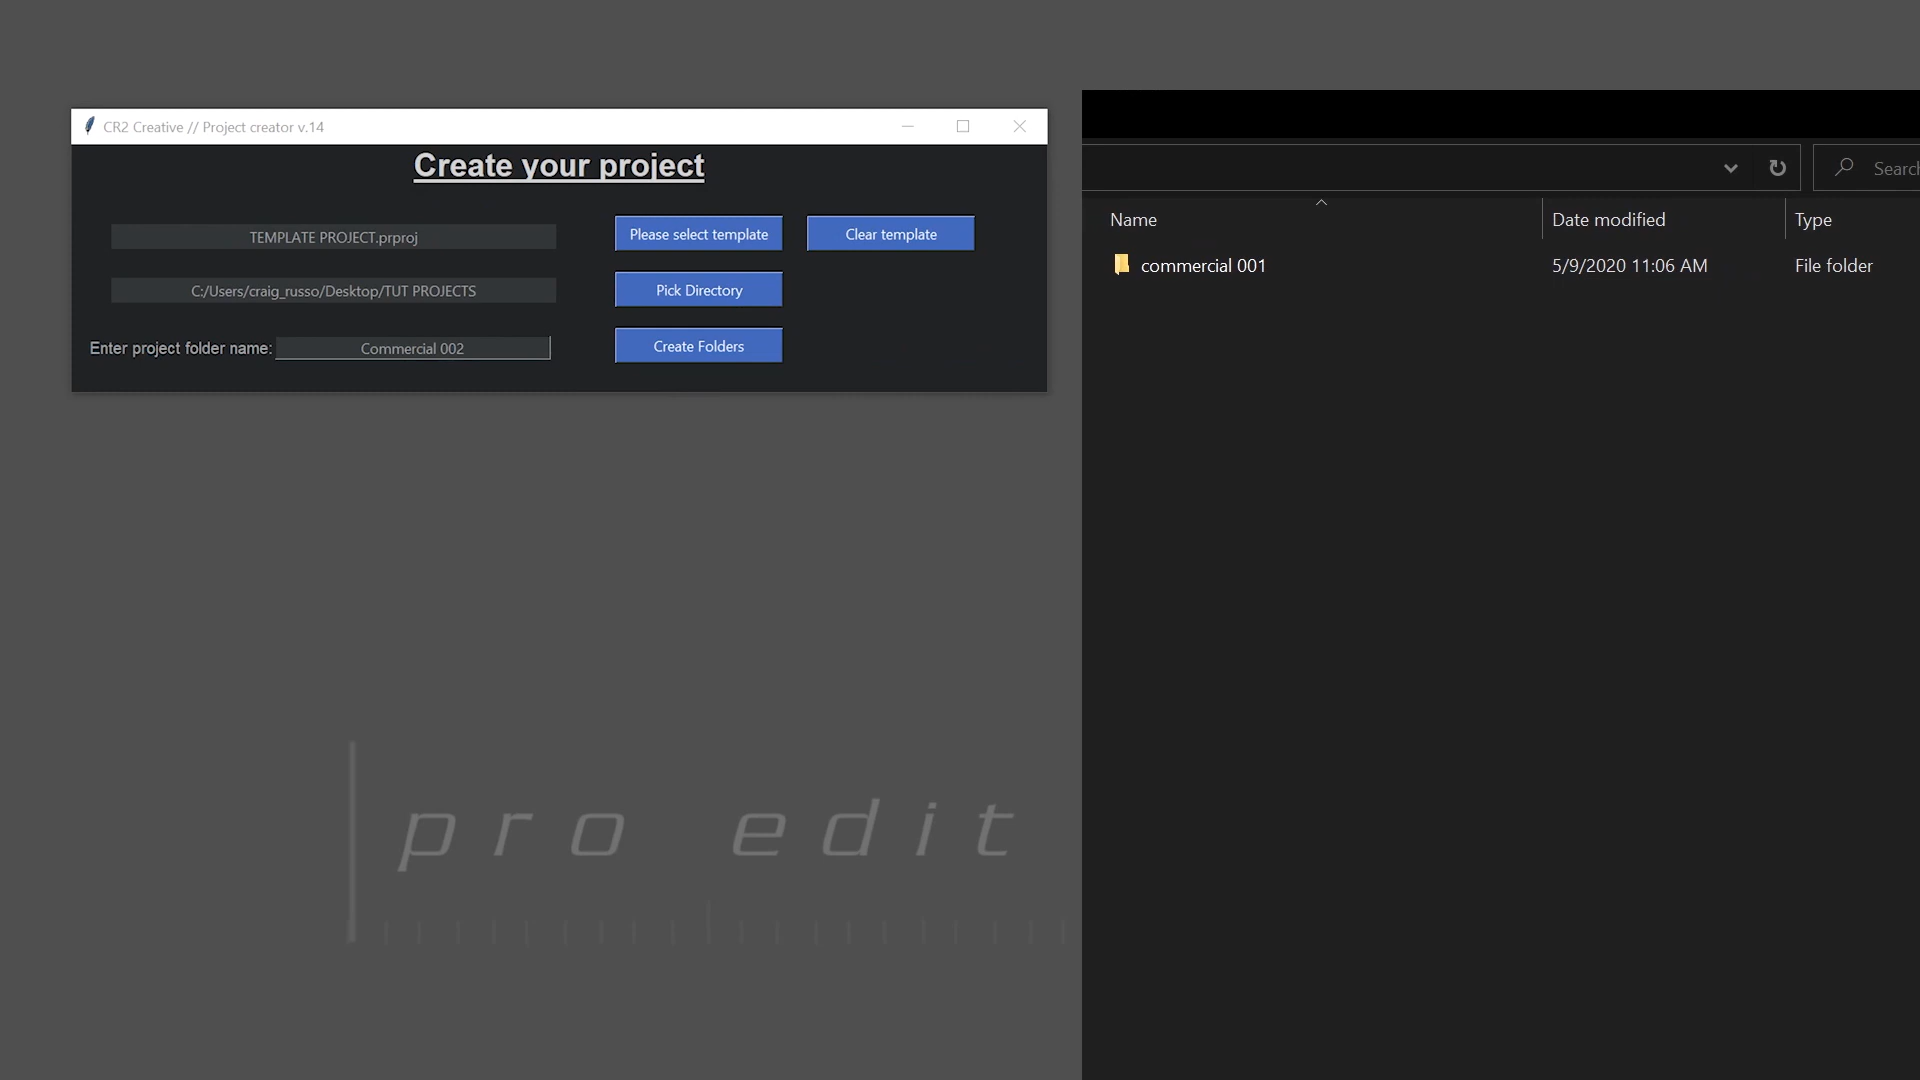 CR2 Creative // Project creator v.14
Create your project
TEMPLATE PROJECT.prproj
Please select template
Clear template
C:/Users/craig_russo/Desktop/TUT PROJECTS
Pick Directory
Enter project folder name:
Commercial 002
Create Folders
Search
Name
Date modified
Type
commercial 001
5/9/2020 11:06 AM
File folder
pro edit